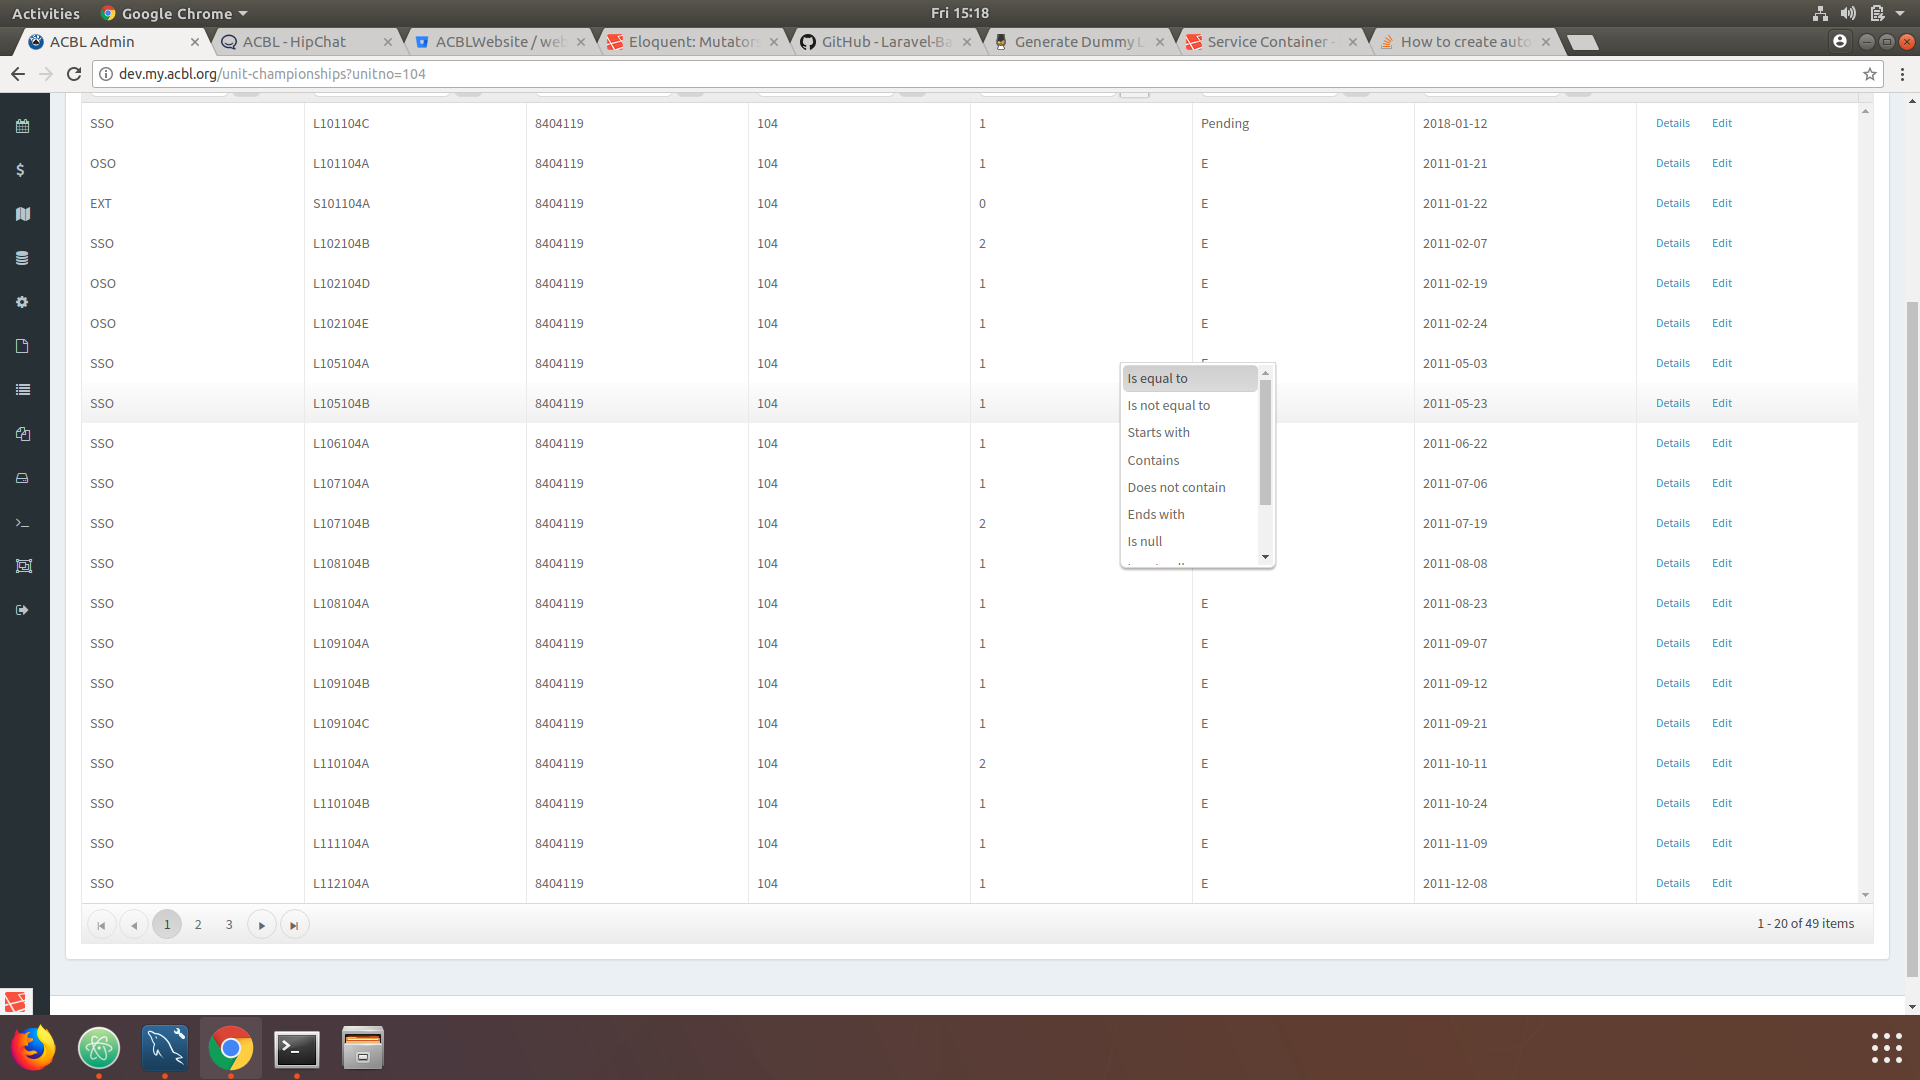 Activities Google Chrome Fri 15:18
ACBL Admin ACBL - HipChat ACBLWebsite / web Eloquent: Mutators GitHub - Laravel-Ba Generate Dummy L Service Container - How to create auto
dev.my.acbl.org/unit-championships?unitno=104
SSO L101104C 8404119 104 1 Pending 2018-01-12 Details Edit
OSO L101104A 8404119 104 1 E 2011-01-21 Details Edit
EXT S101104A 8404119 104 0 E 2011-01-22 Details Edit
SSO L102104B 8404119 104 2 E 2011-02-07 Details Edit
OSO L102104D 8404119 104 1 E 2011-02-19 Details Edit
OSO L102104E 8404119 104 1 E 2011-02-24 Details Edit
SSO L105104A 8404119 104 1 2011-05-03 Details Edit
Is equal to
SSO L105104B 8404119 104 1 Is not equal to 2011-05-23 Details Edit
Starts with
SSO L106104A 8404119 104 1 2011-06-22 Details Edit
Contains
SSO L107104A 8404119 104 1 Does not contain 2011-07-06 Details Edit
Ends with
SSO L107104B 8404119 104 2 2011-07-19 Details Edit
Is null
SSO L108104B 8404119 104 1 2011-08-08 Details Edit
SSO L108104A 8404119 104 1 E 2011-08-23 Details Edit
SSO L109104A 8404119 104 1 E 2011-09-07 Details Edit
SSO L109104B 8404119 104 1 E 2011-09-12 Details Edit
SSO L109104C 8404119 104 1 E 2011-09-21 Details Edit
SSO L110104A 8404119 104 2 E 2011-10-11 Details Edit
SSO L110104B 8404119 104 1 E 2011-10-24 Details Edit
SSO L111104A 8404119 104 1 E 2011-11-09 Details Edit
SSO L112104A 8404119 104 1 E 2011-12-08 Details Edit
1 2 3 1 - 20 of 49 items